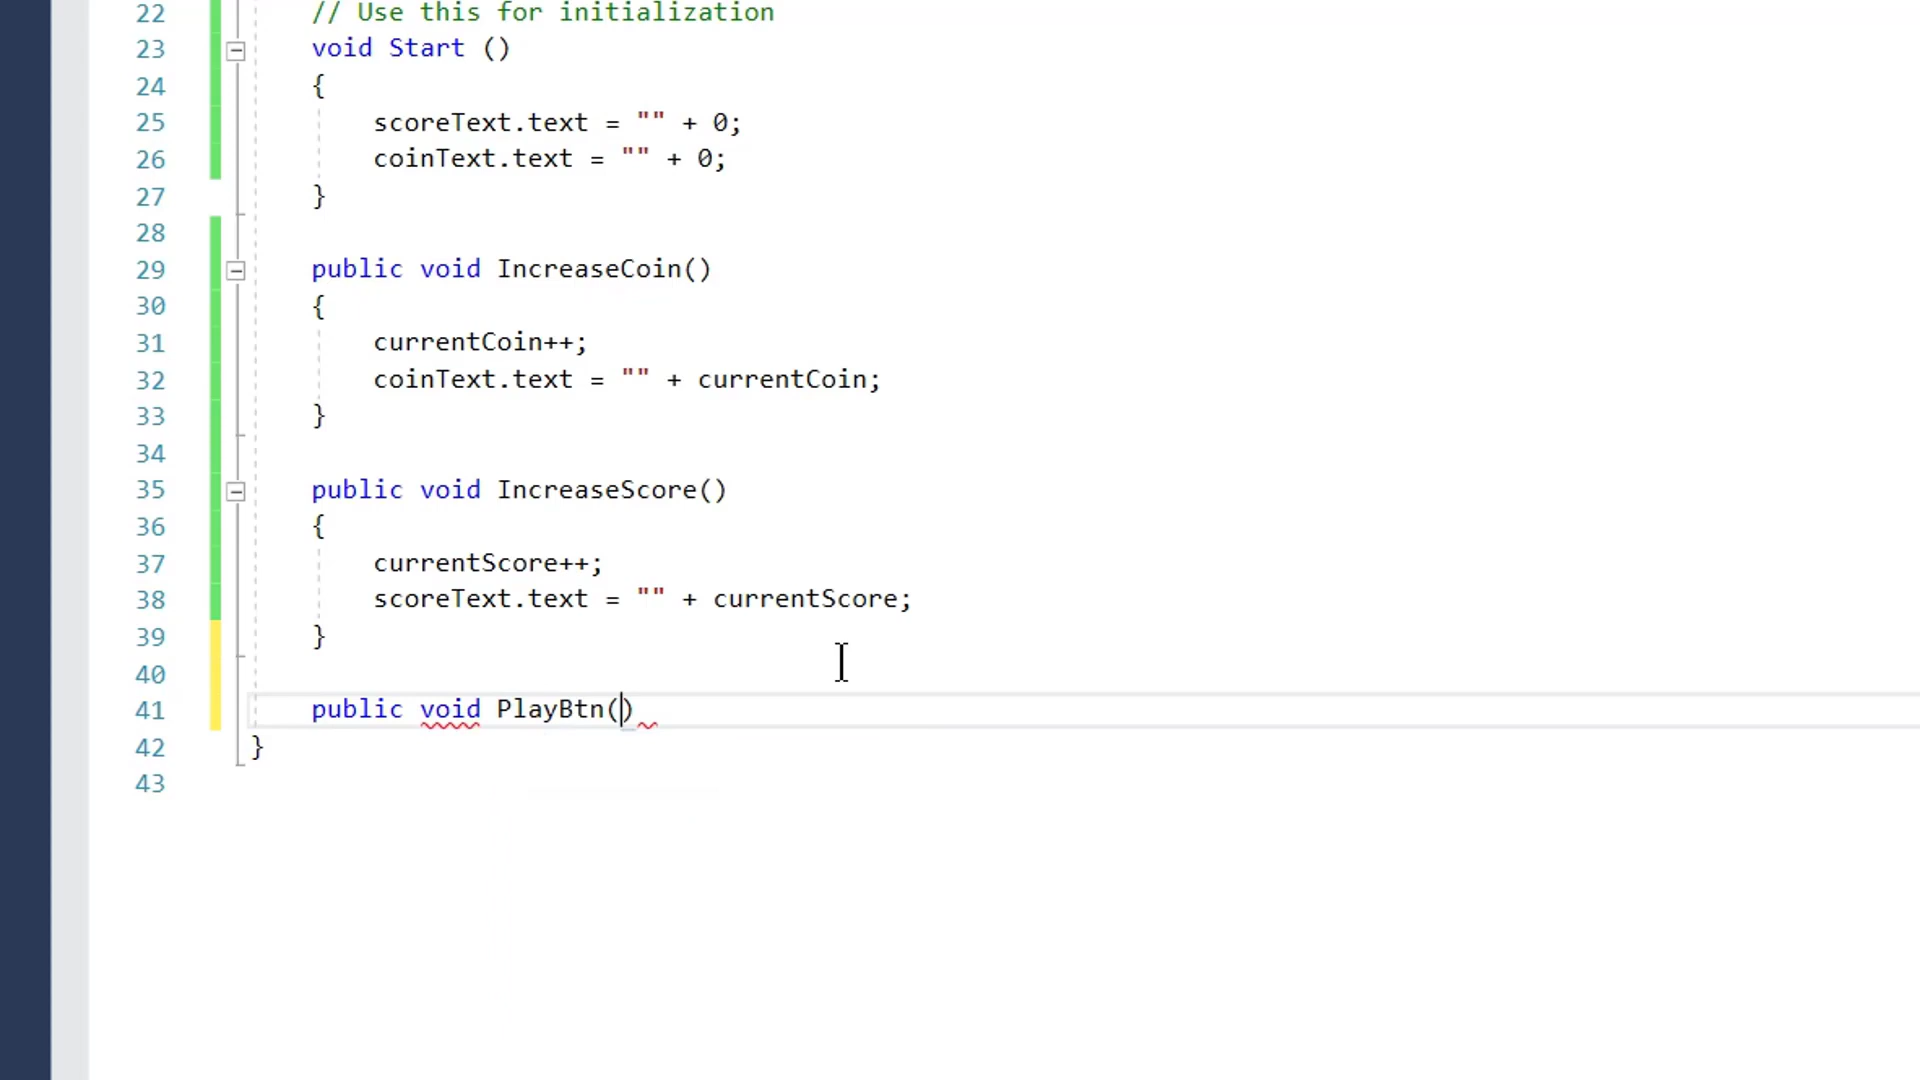 22 // Use this for initialization
23 void Start ()
24 {
25 scoreText.text = "" + 0;
26 coinText.text = "" + 0;
27 }
28
29 public void IncreaseCoin()
30 {
31 currentCoin++;
32 coinText.text = "" + currentCoin;
33 }
34
35 public void IncreaseScore()
36 {
37 currentScore++;
38 scoreText.text = "" + currentScore;
39 }
40
41 public void PlayBtn()
42 }
43